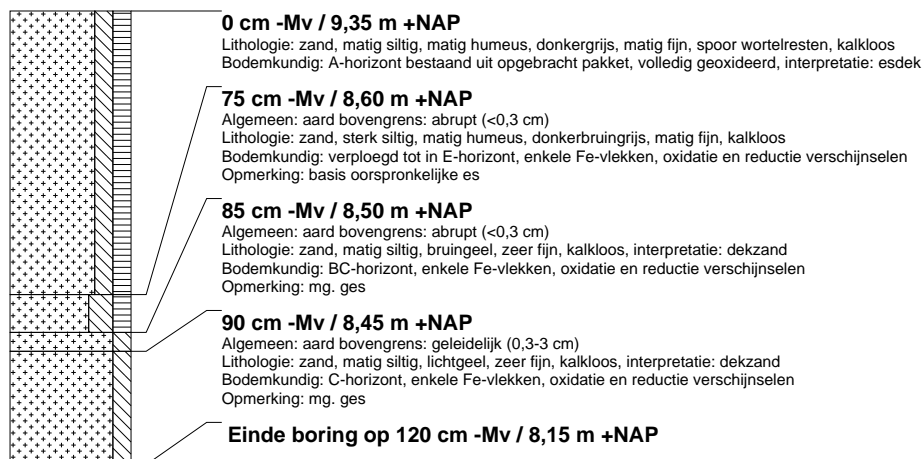 0 cm -Mv / 9,35 m +NAP
Lithologie: zand, matig siltig, matig humeus, donkergrijs, matig fijn, spoor wortelresten, kalkloos
Bodemkundig: A-horizont bestaand uit opgebracht pakket, volledig geoxideerd, interpretatie: esdek
75 cm -Mv / 8,60 m +NAP
Algemeen: aard bovengrens: abrupt (<0,3 cm)
Lithologie: zand, sterk siltig, matig humeus, donkerbruingrijs, matig fijn, kalkloos
Bodemkundig: verploegd tot in E-horizont, enkele Fe-vlekken, oxidatie en reductie verschijnselen
Opmerking: basis oorspronkelijke es
85 cm -Mv / 8,50 m +NAP
Algemeen: aard bovengrens: abrupt (<0,3 cm)
Lithologie: zand, matig siltig, bruingeel, zeer fijn, kalkloos, interpretatie: dekzand
Bodemkundig: BC-horizont, enkele Fe-vlekken, oxidatie en reductie verschijnselen
Opmerking: mg. ges
90 cm -Mv / 8,45 m +NAP
Algemeen: aard bovengrens: geleidelijk (0,3-3 cm)
Lithologie: zand, matig siltig, lichtgeel, zeer fijn, kalkloos, interpretatie: dekzand
Bodemkundig: C-horizont, enkele Fe-vlekken, oxidatie en reductie verschijnselen
Opmerking: mg. ges
Einde boring op 120 cm -Mv / 8,15 m +NAP